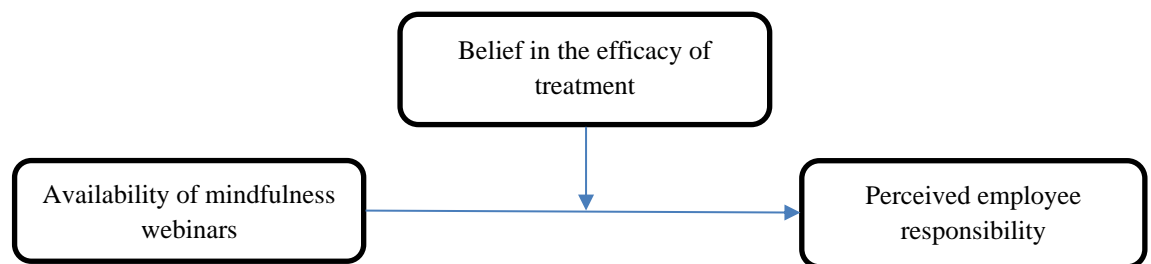 Belief in the efficacy of
treatment
Availability of mindfulness
webinars
Perceived employee
responsibility